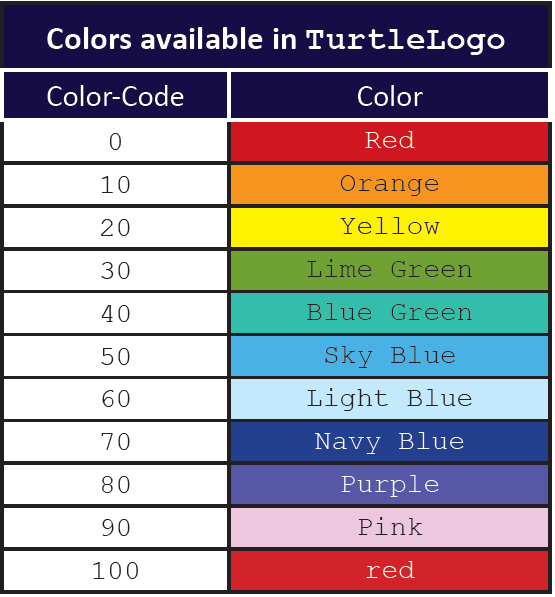 Colors available in TurtleLogo
Color-Code Color
0 Red
10 Orange
20 Yellow
30 Lime Green
40 Blue Green
50 Sky Blue
60 Light Blue
70 Navy Blue
80 Purple
90 Pink
100 red